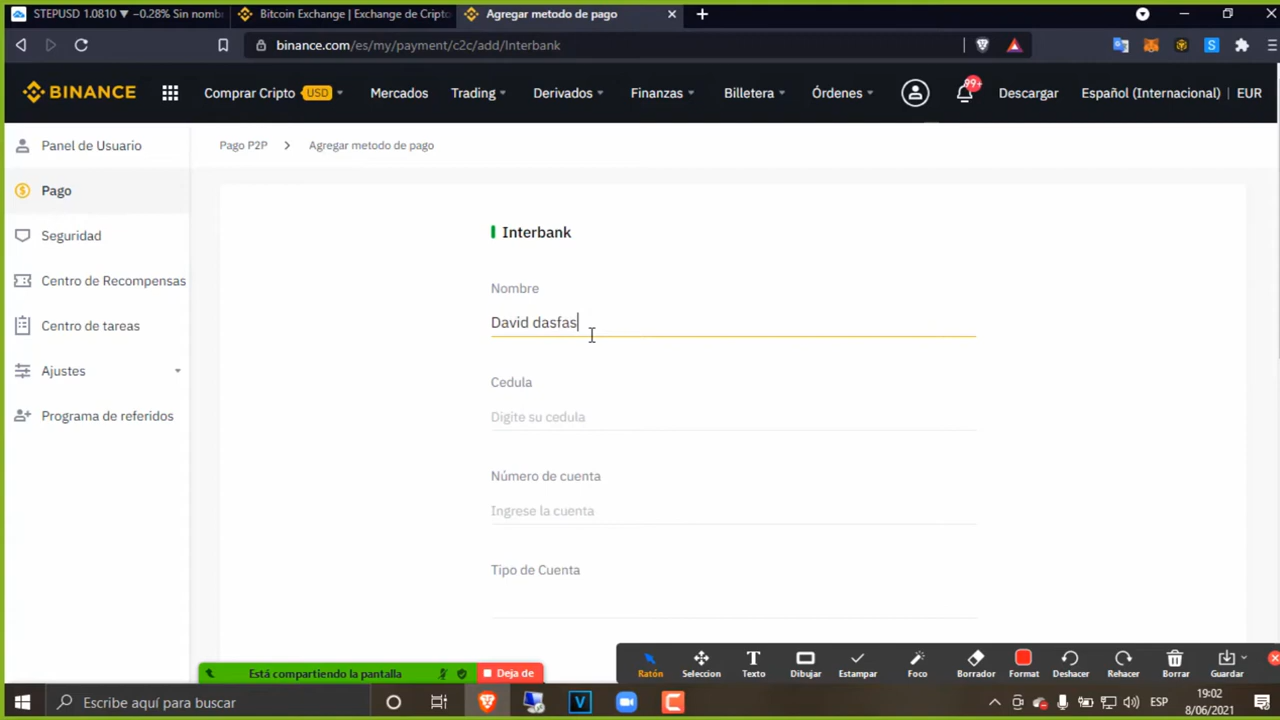 STEPUSD 1.0810 ▼ −0.28% Sin nombr
Bitcoin Exchange | Exchange de Cripto
Agregar metodo de pago
binance.com/es/my/payment/c2c/add/Interbank
BINANCE
Comprar Cripto USD
Mercados
Trading
Derivados
Finanzas
Billetera
Órdenes
99+
Descargar
Español (Internacional) | EUR
Panel de Usuario
Pago
Seguridad
Centro de Recompensas
Centro de tareas
Ajustes
Programa de referidos
Pago P2P > Agregar metodo de pago
Interbank
Nombre
David dasfas
Cedula
Digite su cedula
Número de cuenta
Ingrese la cuenta
Tipo de Cuenta
Está compartiendo la pantalla
Deja de
Ratón
Seleccion
Texto
Dibujar
Estampar
Foco
Borrador
Format
Deshacer
Rehacer
Borrar
Guardar
Escribe aquí para buscar
ESP
19:02
8/06/2021